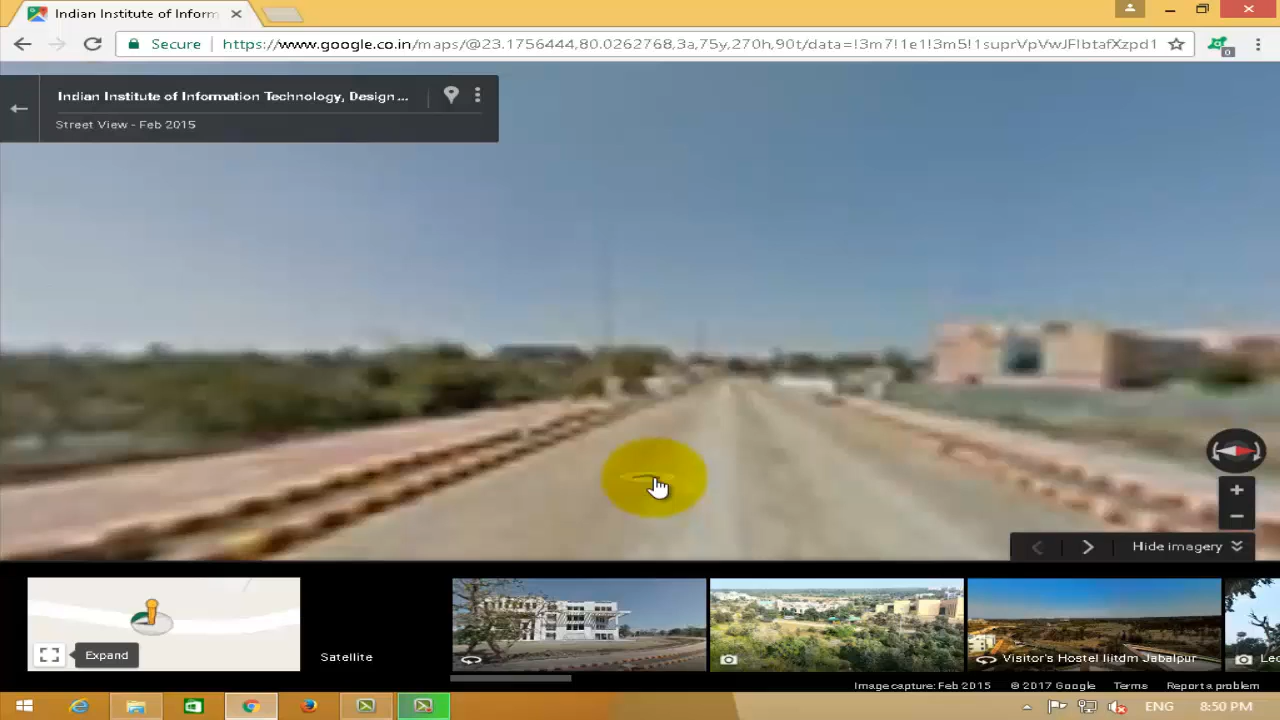 Indian Institute of Inform
Secure
https://www.google.co.in/maps/@23.1756444,80.0262768,3a,75y,270h,90t/data=!3m7!1e1!3m5!1suprVpVwJFlbtafXzpd1
Indian Institute of Information Technology, Design ...
Street View - Feb 2015
Hide imagery
Expand
Satellite
Visitor's Hostel Iiitdm Jabalpur
Lec
Image capture: Feb 2015 © 2017 Google Terms Report a problem
ENG 8:50 PM